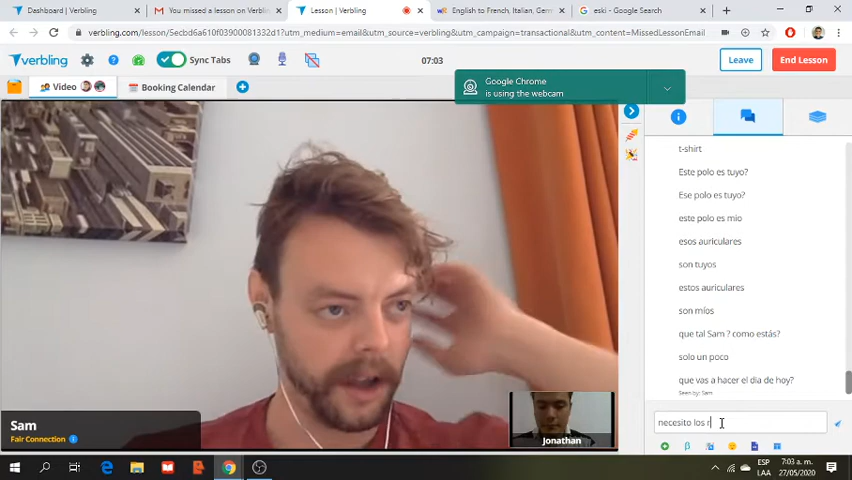 Dashboard | Verbling
You missed a lesson on Verblin
Lesson | Verbling
English to French, Italian, Germ
eski - Google Search
verbling.com/lesson/5ecbd6a610f0390001332d1?utm_medium=email&utm_source=verbling&utm_campaign=transactional&utm_content=MissedLessonEmail
verbling
Sync Tabs
07:03
Leave
End Lesson
Video
Booking Calendar
Google Chrome
is using the webcam
t-shirt
Este polo es tuyo?
Ese polo es tuyo?
este polo es mio
esos auriculares
son tuyos
estos auriculares
son míos
que tal Sam ? como estás?
solo un poco
que vas a hacer el dia de hoy?
Seen by: Sam
necesito los r
Sam
Fair Connection
Jonathan
ESP
LAA
7:03 a. m.
27/05/2020